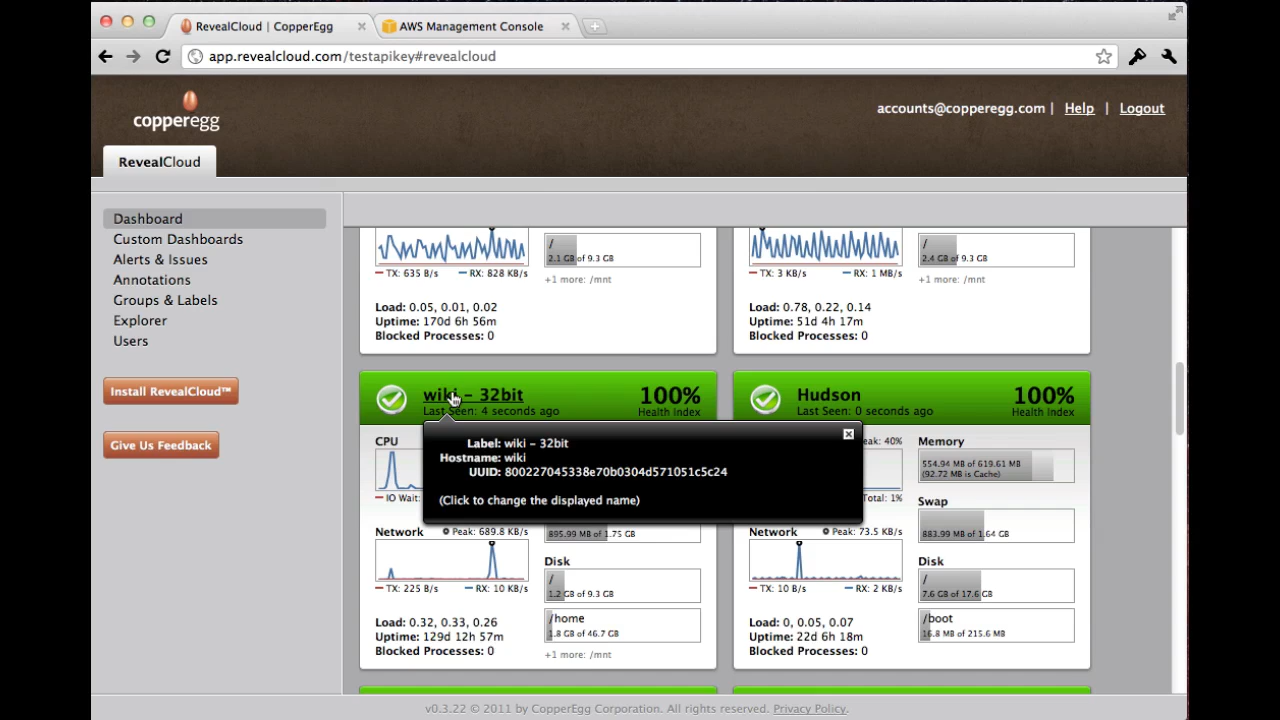 RevealCloud | CopperEgg
AWS Management Console
app.revealcloud.com/testapikey#revealcloud
copperegg
accounts@copperegg.com | Help | Logout
RevealCloud
Dashboard
Custom Dashboards
Alerts & Issues
Annotations
Groups & Labels
Explorer
Users
Install RevealCloud™
Give Us Feedback
/
2.1 GB of 9.3 GB
TX: 635 B/s RX: 828 KB/s
+1 more: /mnt
Load: 0.05, 0.01, 0.02
Uptime: 170d 6h 56m
Blocked Processes: 0
/
2.4 GB of 9.3 GB
TX: 3 KB/s RX: 1 MB/s
+1 more: /mnt
Load: 0.78, 0.22, 0.14
Uptime: 51d 4h 17m
Blocked Processes: 0
wiki - 32bit
Last Seen: 4 seconds ago
100%
Health Index
Label: wiki - 32bit
Hostname: wiki
UUID: 800227045338e70b0304d571051c5c24
(Click to change the displayed name)
CPU
IO Wait:
Network Peak: 689.8 KB/s
TX: 225 B/s RX: 10 KB/s
895.99 MB of 1.75 GB
Disk
/
1.2 GB of 9.3 GB
/home
1.8 GB of 46.7 GB
+1 more: /mnt
Load: 0.32, 0.33, 0.26
Uptime: 129d 12h 57m
Blocked Processes: 0
Hudson
Last Seen: 0 seconds ago
100%
Health Index
eak: 40%
Total: 1%
Memory
554.94 MB of 619.61 MB
(92.72 MB is Cache)
Swap
883.99 MB of 1.64 GB
Network Peak: 73.5 KB/s
TX: 10 B/s RX: 2 KB/s
Disk
/
7.6 GB of 17.6 GB
/boot
16.8 MB of 215.6 MB
Load: 0, 0.05, 0.07
Uptime: 22d 6h 18m
Blocked Processes: 0
v0.3.22 © 2011 by CopperEgg Corporation. All rights reserved. Privacy Policy.